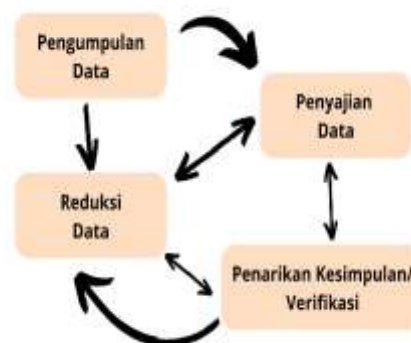 Pengumpulan
Data
Penyajian
Data
Reduksi
Data
Penarikan Kesimpulan/
Verifikasi